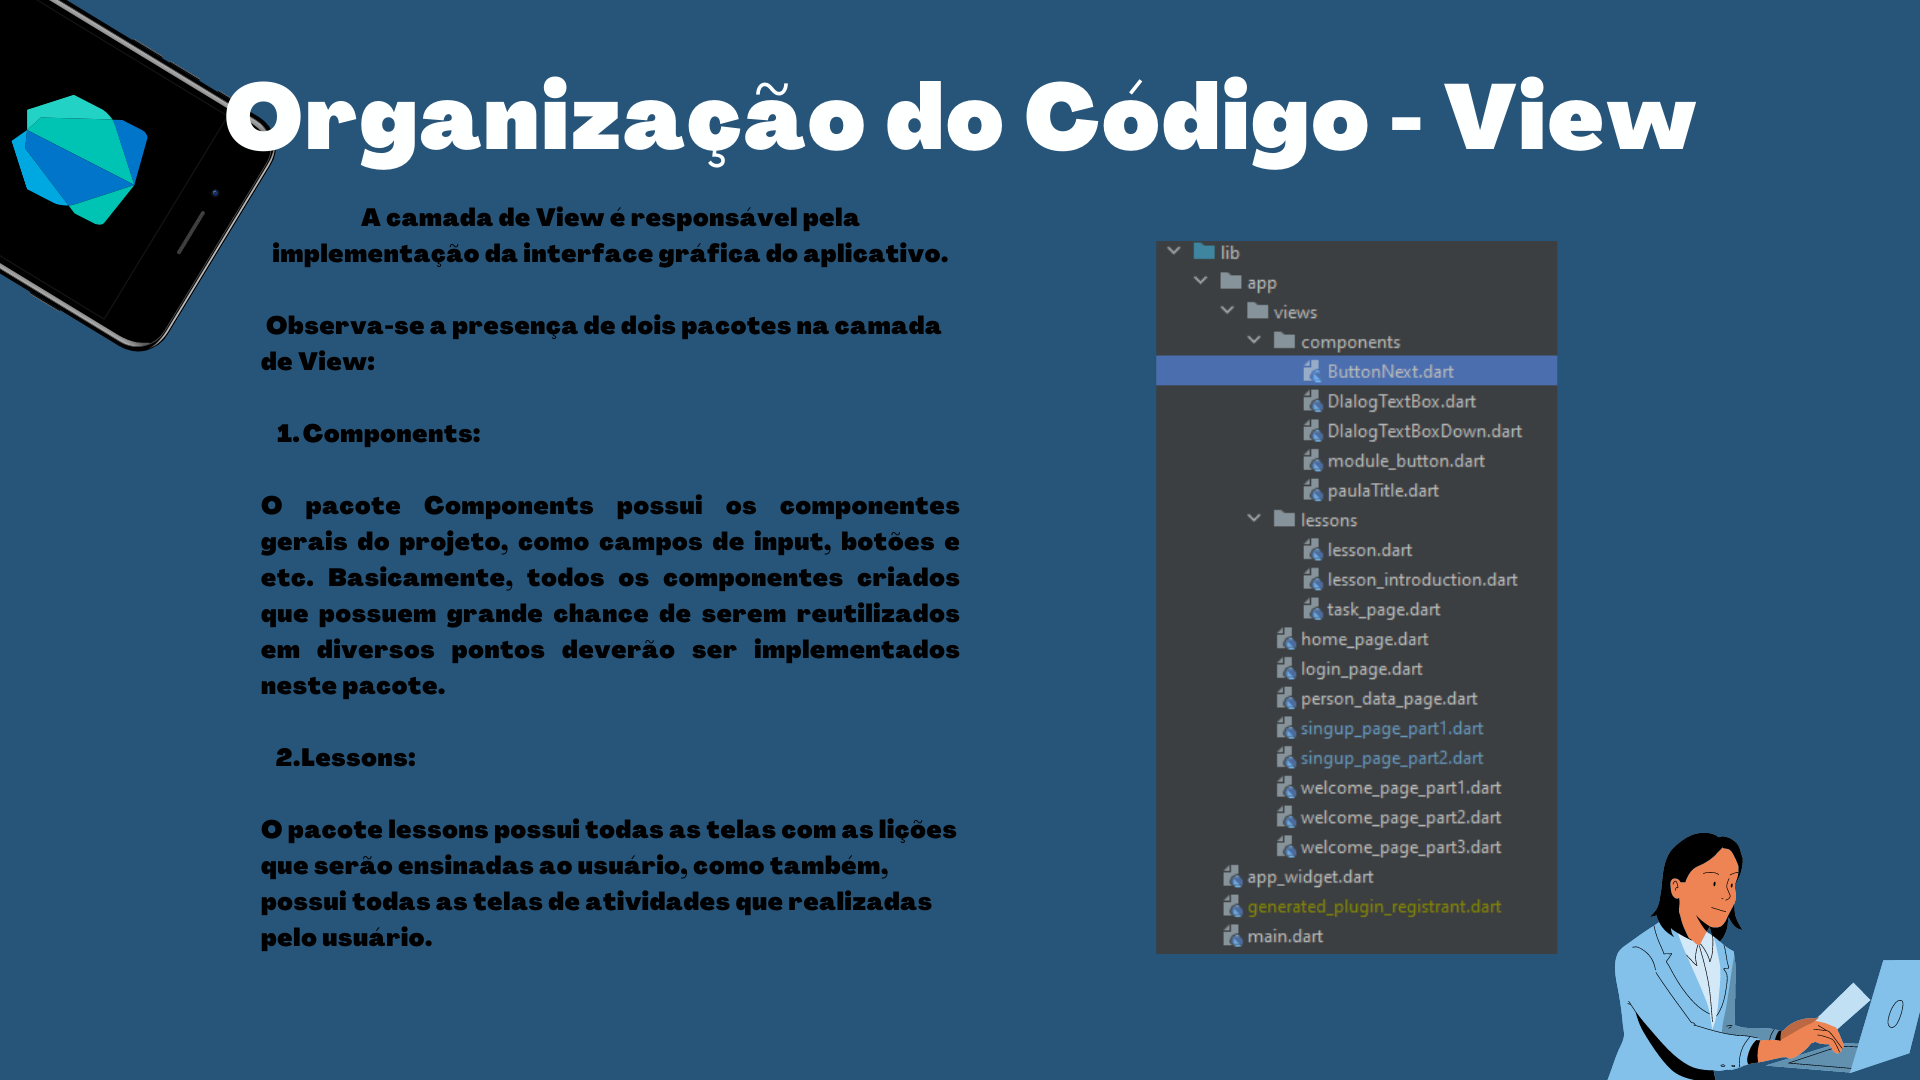 Organização do Código - View
A camada de View é responsável pela
implementação da interface gráfica do aplicativo.
Observa-se a presença de dois pacotes na camada
de View:
1. Components:
O pacote Components possui os componentes
gerais do projeto, como campos de input, botões e
etc. Basicamente, todos os componentes criados
que possuem grande chance de serem reutilizados
em diversos pontos deverão ser implementados
neste pacote.
2.Lessons:
O pacote lessons possui todas as telas com as lições
que serão ensinadas ao usuário, como também,
possui todas as telas de atividades que realizadas
pelo usuário.
lib
app
views
components
ButtonNext.dart
DIalogTextBox.dart
DIalogTextBoxDown.dart
module_button.dart
paulaTitle.dart
lessons
lesson.dart
lesson_introduction.dart
task_page.dart
home_page.dart
login_page.dart
person_data_page.dart
singup_page_part1.dart
singup_page_part2.dart
welcome_page_part1.dart
welcome_page_part2.dart
welcome_page_part3.dart
app_widget.dart
generated_plugin_registrant.dart
main.dart